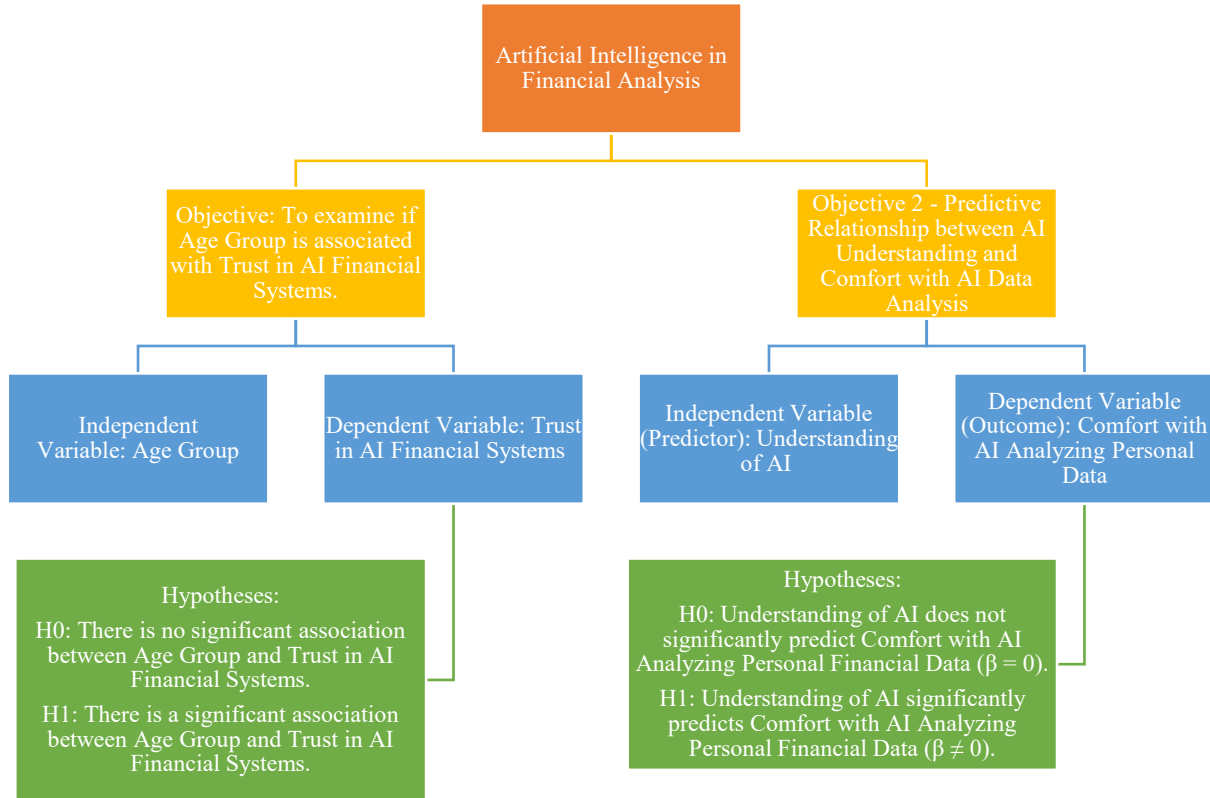 Artificial Intelligence in
Financial Analysis
Objective: To examine if
Age Group is associated
with Trust in AI Financial
Systems.
Objective 2 - Predictive
Relationship between AI
Understanding and
Comfort with AI Data
Analysis
Independent
Variable: Age Group
Dependent Variable: Trust
in AI Financial Systems
Independent Variable
(Predictor): Understanding
of AI
Dependent Variable
(Outcome): Comfort with
AI Analyzing Personal
Data
Hypotheses:
H0: There is no significant association
between Age Group and Trust in AI
Financial Systems.
H1: There is a significant association
between Age Group and Trust in AI
Financial Systems.
Hypotheses:
H0: Understanding of AI does not
significantly predict Comfort with AI
Analyzing Personal Financial Data (β = 0).
H1: Understanding of AI significantly
predicts Comfort with AI Analyzing
Personal Financial Data (β ≠ 0).